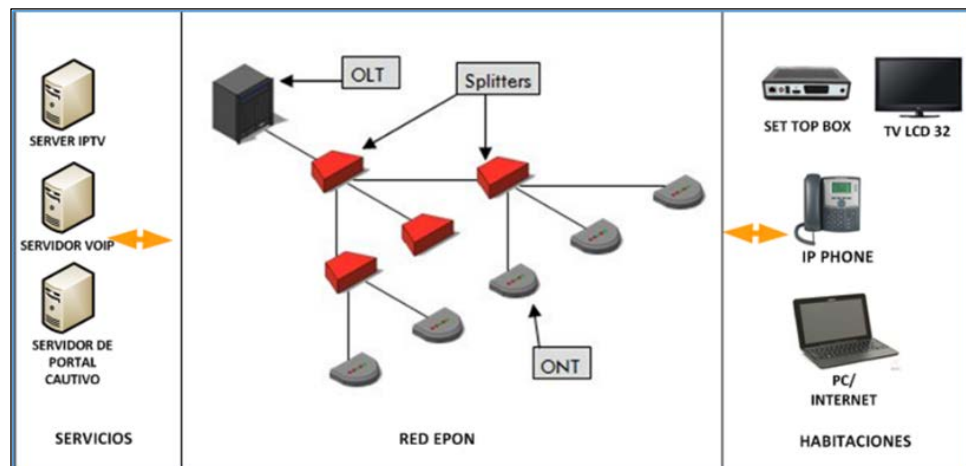 SERVER IPTV
SERVIDOR VOIP
SERVIDOR DE
PORTAL
CAUTIVO
SERVICIOS
OLT
Splitters
ONT
RED EPON
SET TOP BOX
TV LCD 32
IP PHONE
PC/
INTERNET
HABITACIONES